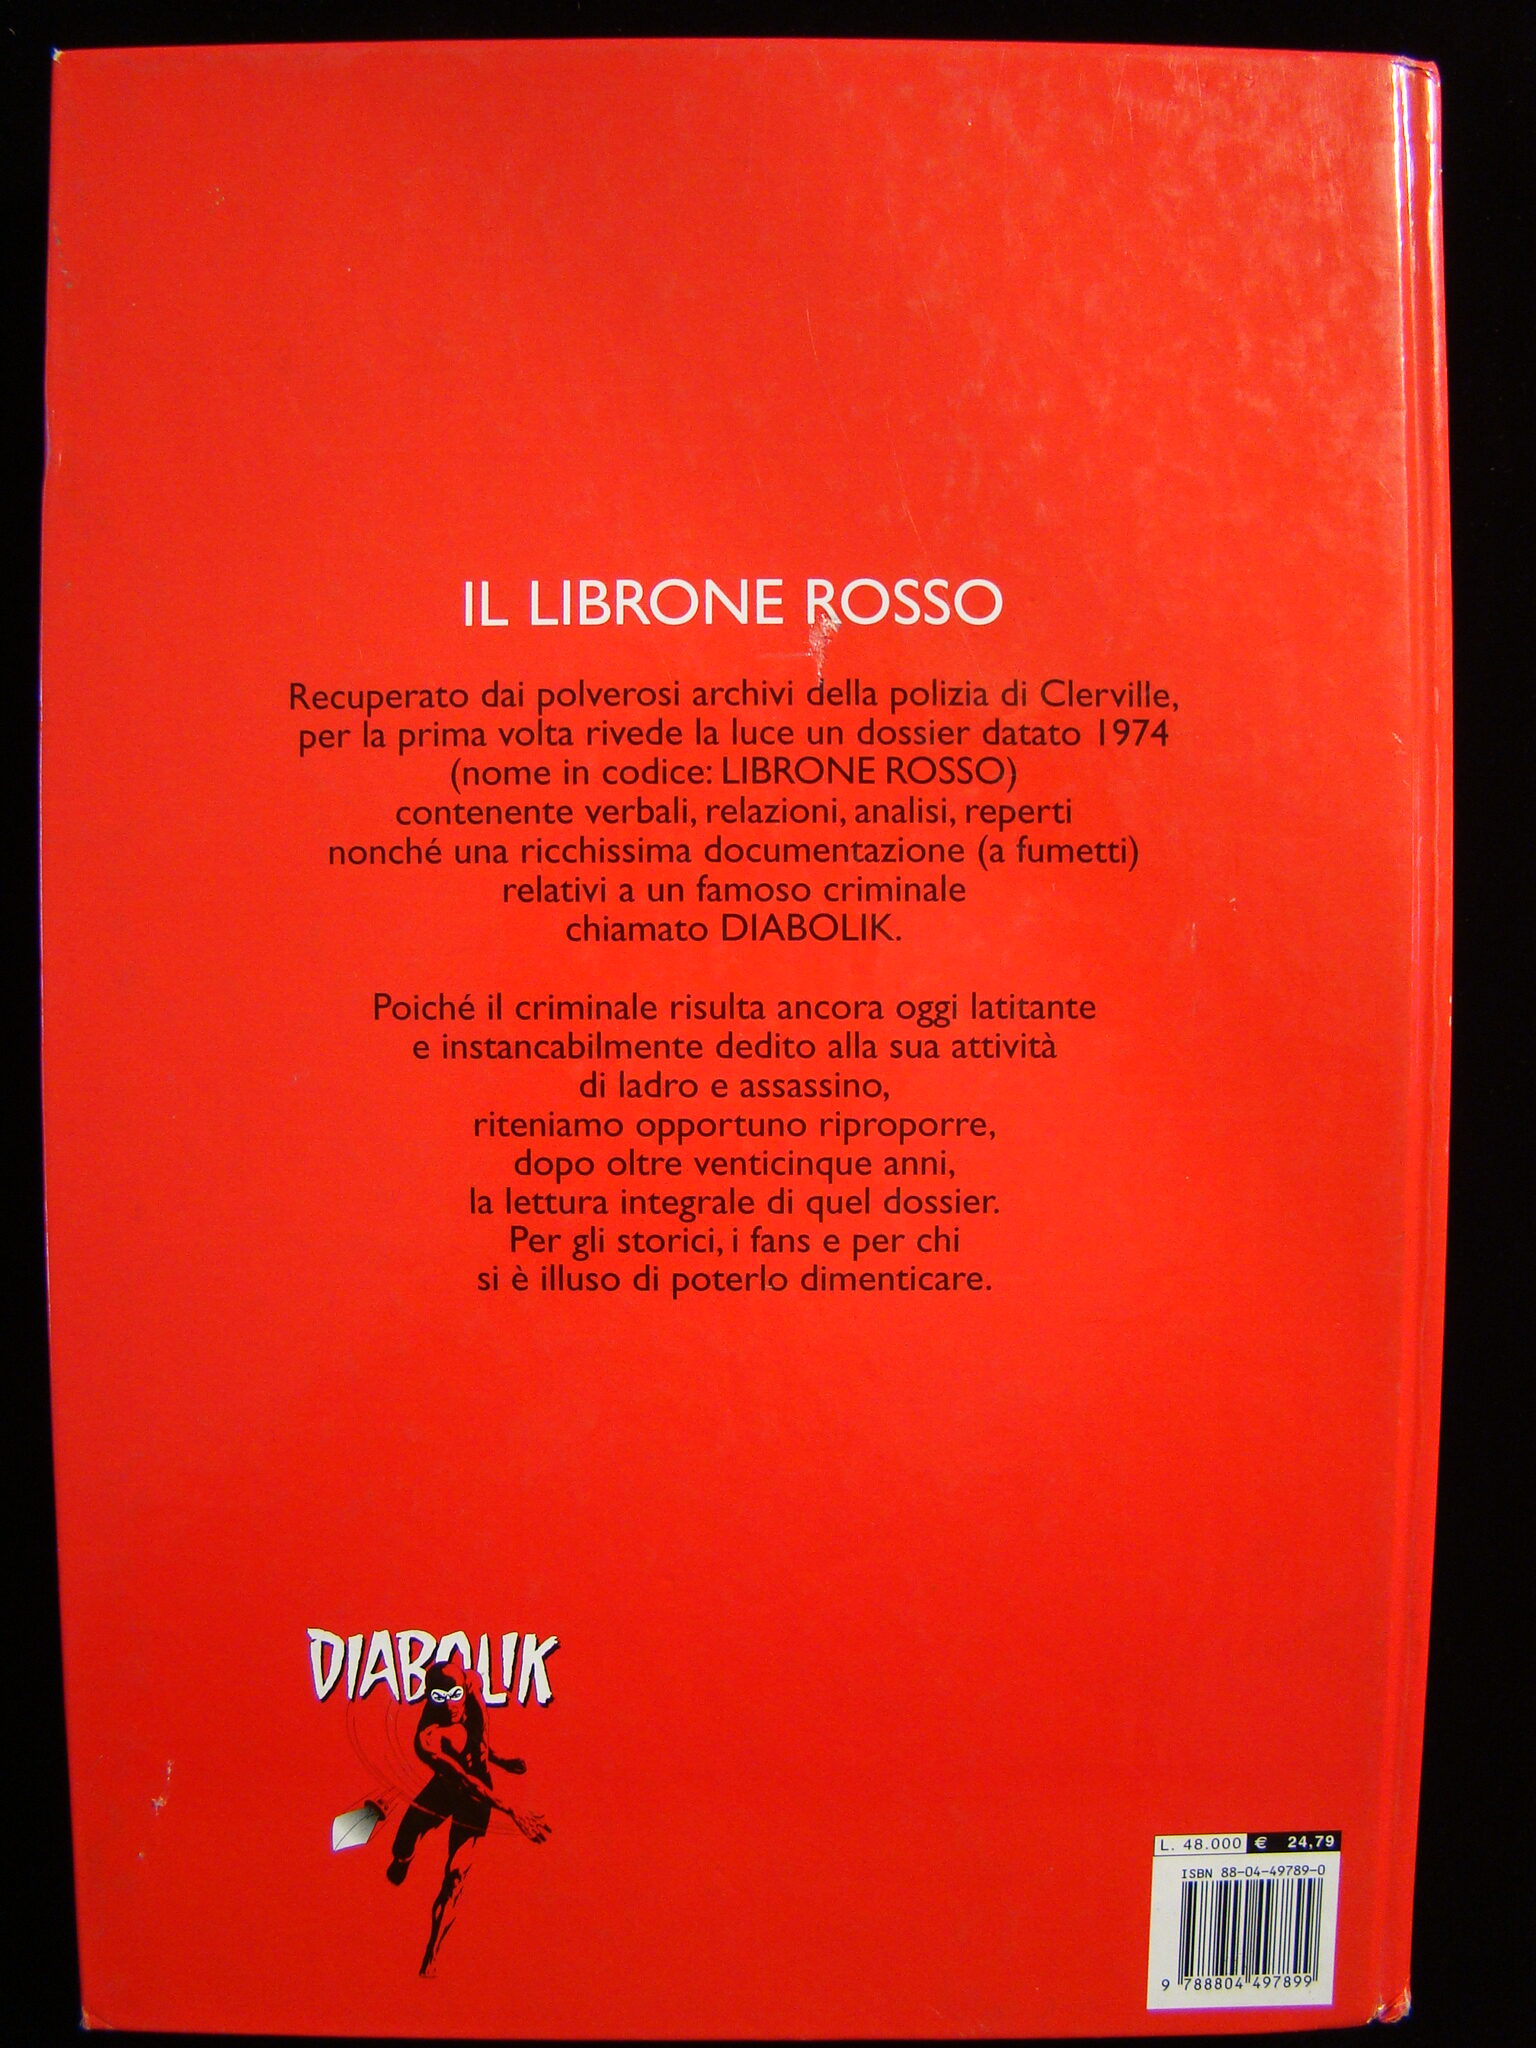 IL LIBRONE ROSSO
Recuperato dai polverosi archivi della polizia di Clerville,
per la prima volta rivede la luce un dossier datato 1974
(nome in codice: LIBRONE ROSSO)
contenente verbali, relazioni, analisi, reperti
nonché una ricchissima documentazione (a fumetti)
relativi a un famoso criminale
chiamato DIABOLIK.
Poiché il criminale risulta ancora oggi latitante
e instancabilmente dedito alla sua attività
di ladro e assassino,
riteniamo opportuno riproporre,
dopo oltre venticinque anni,
la lettura integrale di quel dossier.
Per gli storici, i fans e per chi
si è illuso di poterlo dimenticare.
DIABOLIK
L. 48.000 € 24,79
ISBN 88-04-49789-0
9 788804 497899